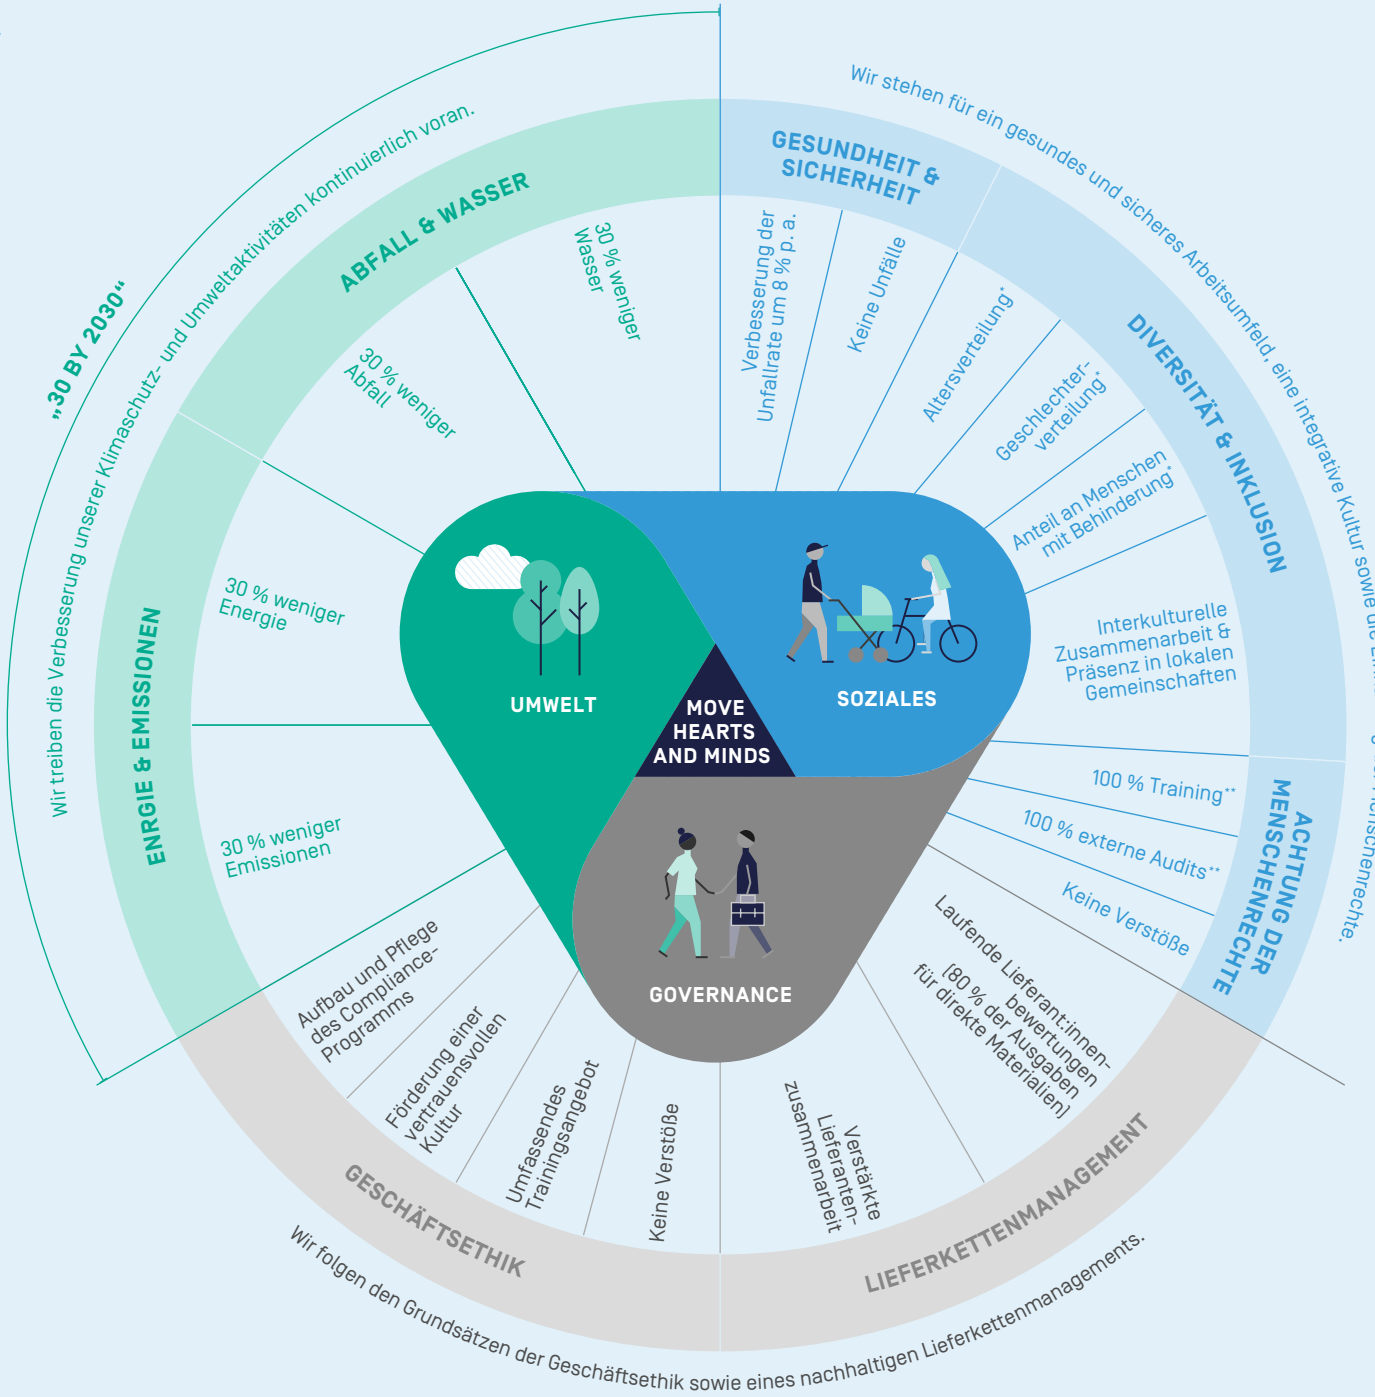 „30 BY 2030“
Wir treiben die Verbesserung unserer Klimaschutz- und Umweltaktivitäten kontinuierlich voran.
ABFALL & WASSER
30 % weniger
Wasser
30 % weniger
Abfall
ENRGIE & EMISSIONEN
30 % weniger
Energie
30 % weniger
Emissionen
Wir stehen für ein gesundes und sicheres Arbeitsumfeld, eine integrative Kultur sowie die
Menschenrechte.
GESUNDHEIT &
SICHERHEIT
Verbesserung der
Unfallrate um 8 % p. a.
Keine Unfälle
DIVERSITÄT & INKLUSION
Altersverteilung*
Geschlechter-
verteilung*
Anteil an Menschen
mit Behinderung*
Interkulturelle
Zusammenarbeit &
Präsenz in lokalen
Gemeinschaften
ACHTUNG DER
MENSCHENRECHTE
100 % Training**
100 % externe Audits**
Keine Verstöße
UMWELT
SOZIALES
MOVE
HEARTS
AND MINDS
GOVERNANCE
LIEFERKETTENMANAGEMENT
Laufende Lieferant:innen-
bewertungen
(80 % der Ausgaben
für direkte Materialien)
Verstärkte
Lieferanten-
zusammenarbeit
GESCHÄFTSETHIK
Keine Verstöße
Umfassendes
Trainingsangebot
Förderung einer
vertrauensvollen
Kultur
Aufbau und Pflege
des Compliance-
Programms
Wir folgen den Grundsätzen der Geschäftsethik sowie eines nachhaltigen Lieferkettenmanagements.